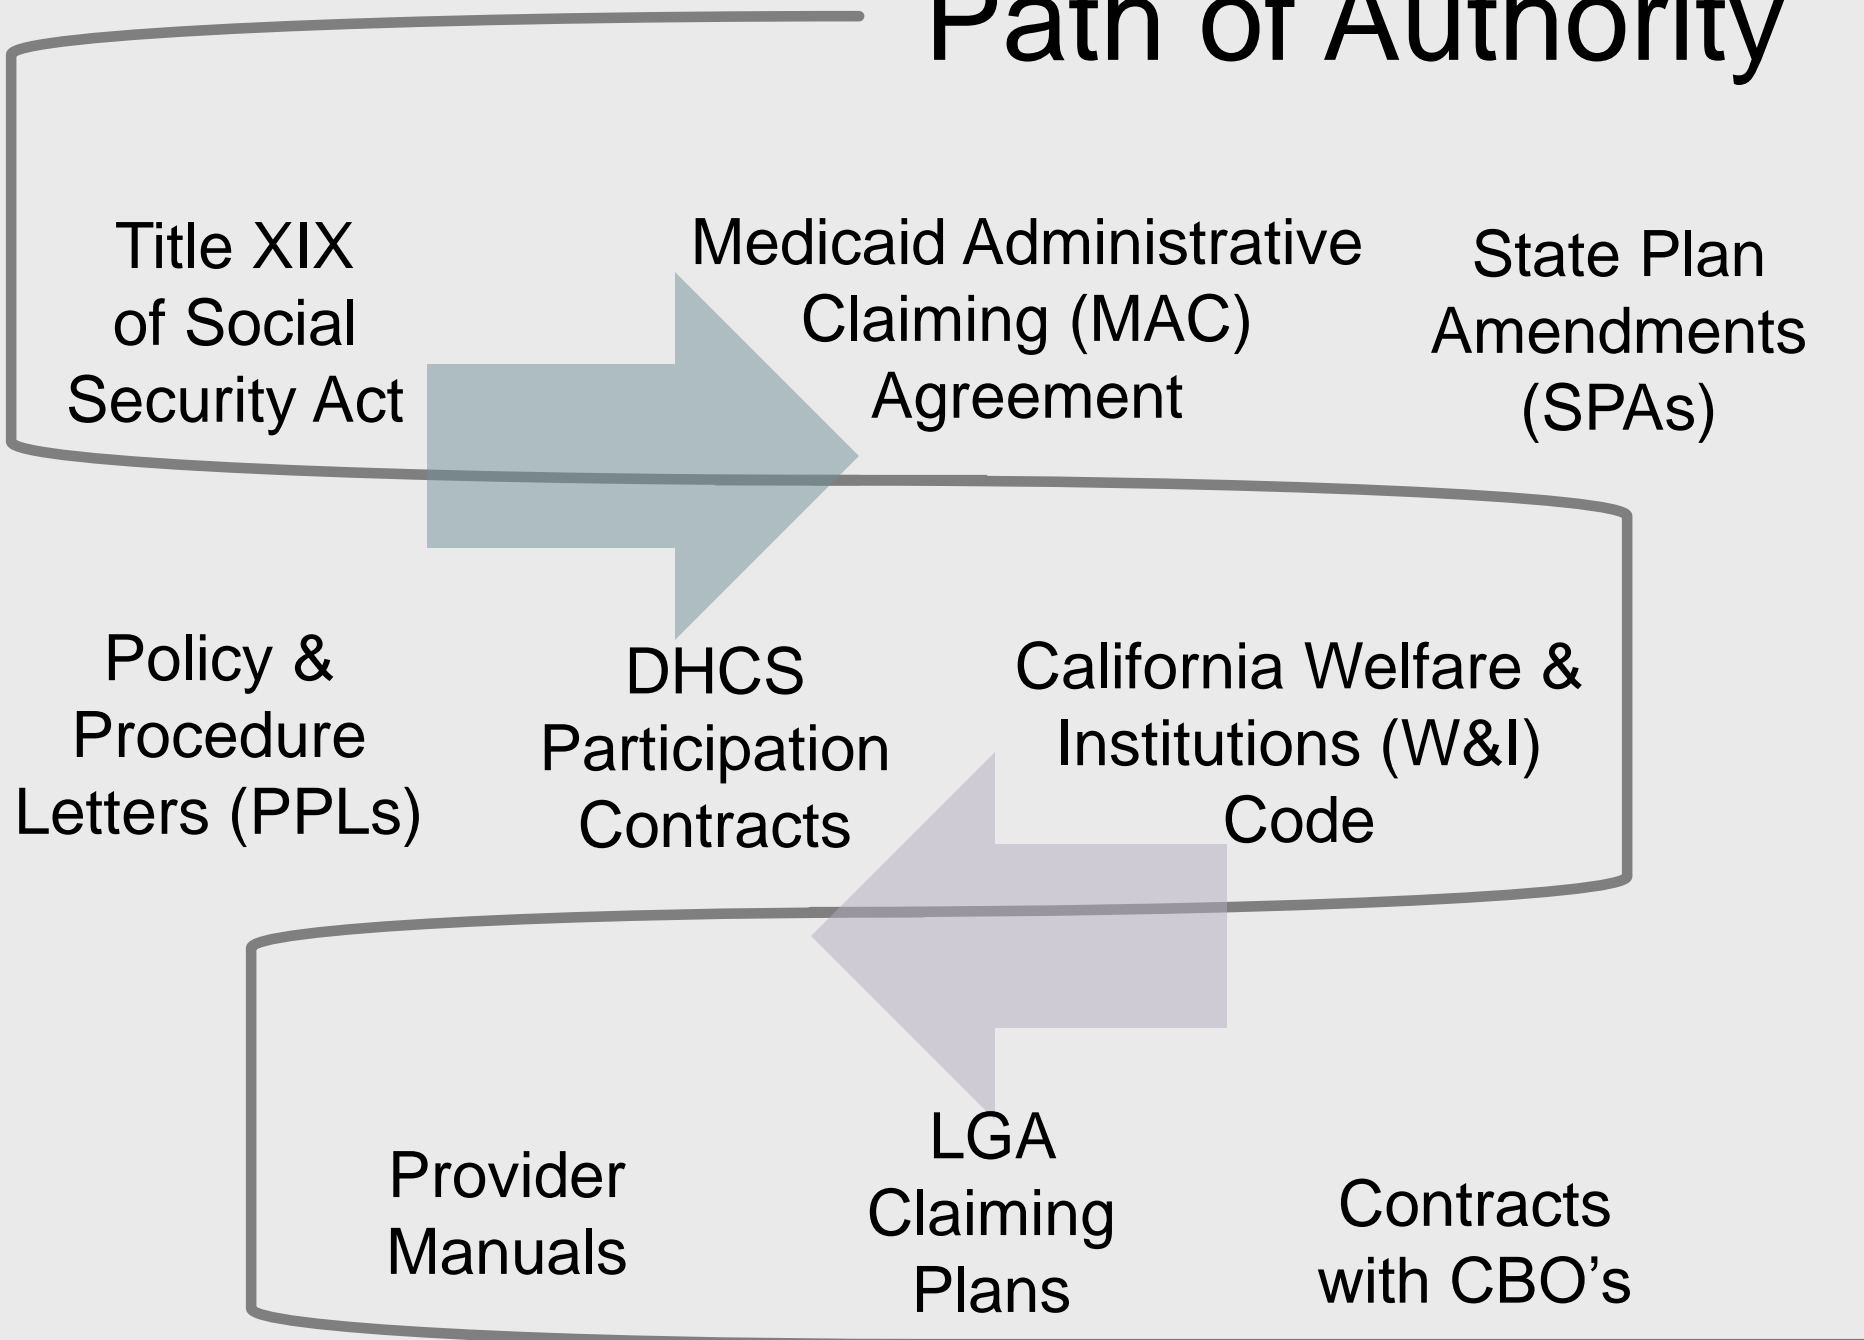 Path of Authority
Title XIX
of Social
Security Act
Medicaid Administrative
Claiming (MAC)
Agreement
State Plan
Amendments
(SPAs)
Policy &
Procedure
Letters (PPLs)
DHCS
Participation
Contracts
California Welfare &
Institutions (W&I)
Code
Provider
Manuals
LGA
Claiming
Plans
Contracts
with CBO’s